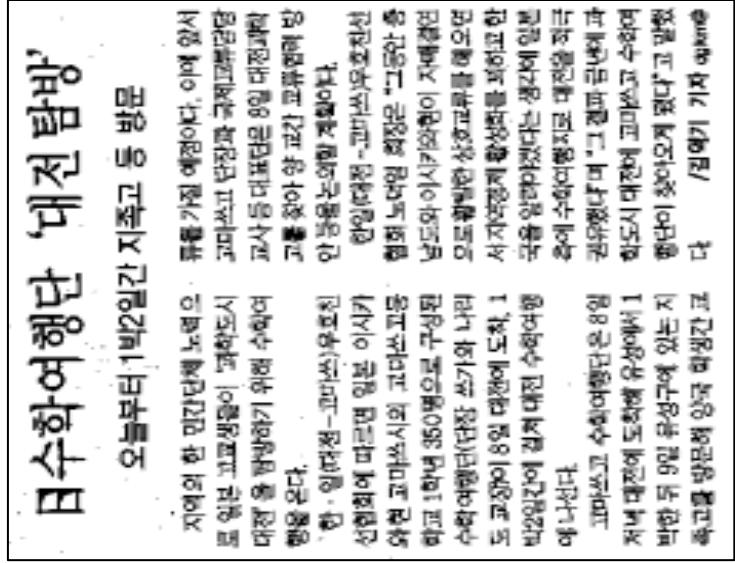 日수학여행단 '대전 탐방'
오늘부터 1박2일간 지족고 등 방문
지역의 한 민간단체 노력으
로 일본 고교생들이 '과학도시
대전'을 탐방하기 위해 수학여
행을 온다.
한·일(대전-고마쓰)우호친
선협회에 따르면 일본 이시카
와현 고마쓰시의 고마쓰고등
학교 1학년 350명으로 구성된
수학여행단(단장 쓰가와 나리
도 교장)이 8일 대전에 도착, 1
박2일간에 걸쳐 대전 수학여행
에 나선다.
고마쓰고 수학여행단은 8일
저녁 대전에 도착해 유성에서 1
박한 뒤 9일 유성구에 있는 지
족고를 방문해 양국 학생간 교
류를 가질 예정이다. 이에 앞서
고마쓰고 단장과 국제교류담당
교사 등 대표단은 8일 대전과학
고를 찾아 양 교간 교류협력 방
안 등을 논의할 계획이다.
한일(대전-고마쓰)우호친선
협회 노덕일 회장은 "그동안 충
남도와 이시카와현이 자매결연
으로 활발한 상호교류를 해오면
서 지역경제 활성화를 꾀하고 한
국을 알려야겠다는 생각에 일본
측에 수학여행지로 대전을 적극
권유했다"며 "그 결과 금년에 과
학도시 대전에 고마쓰고 수학여
행단이 찾아오게 됐다"고 말했
다. /김덕기 기자